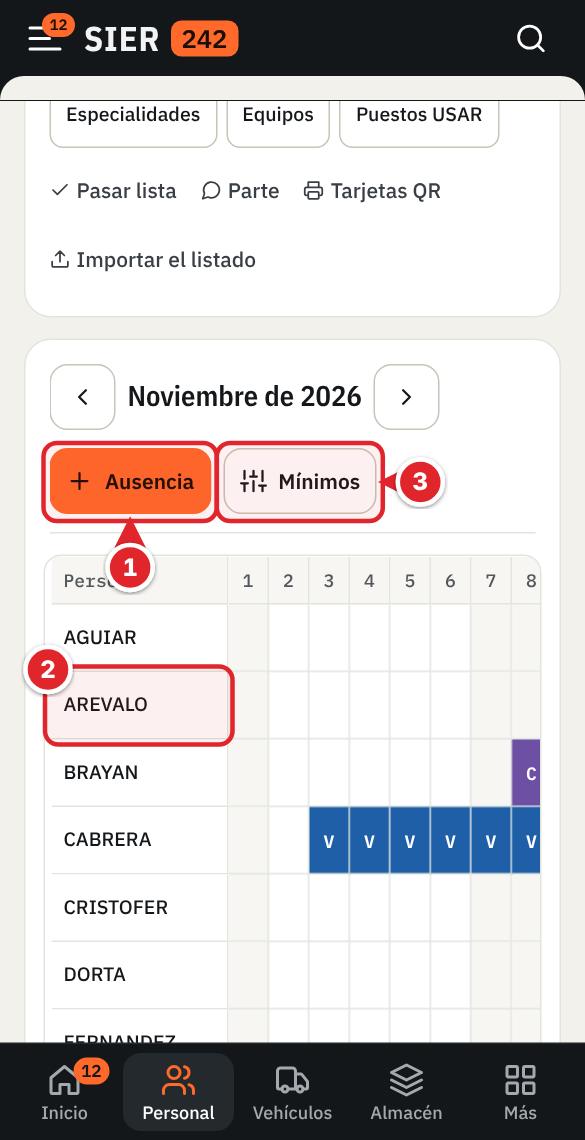 12
SIER 242
Especialidades Equipos Puestos USAR
Pasar lista Parte Tarjetas QR
Importar el listado
Noviembre de 2026
+ Ausencia Mínimos 3
1
Perso 1 2 3 4 5 6 7 8
AGUIAR
2
AREVALO
BRAYAN C
CABRERA V V V V V V
CRISTOFER
DORTA
FERNANDEZ
12
Inicio Personal Vehículos Almacén Más